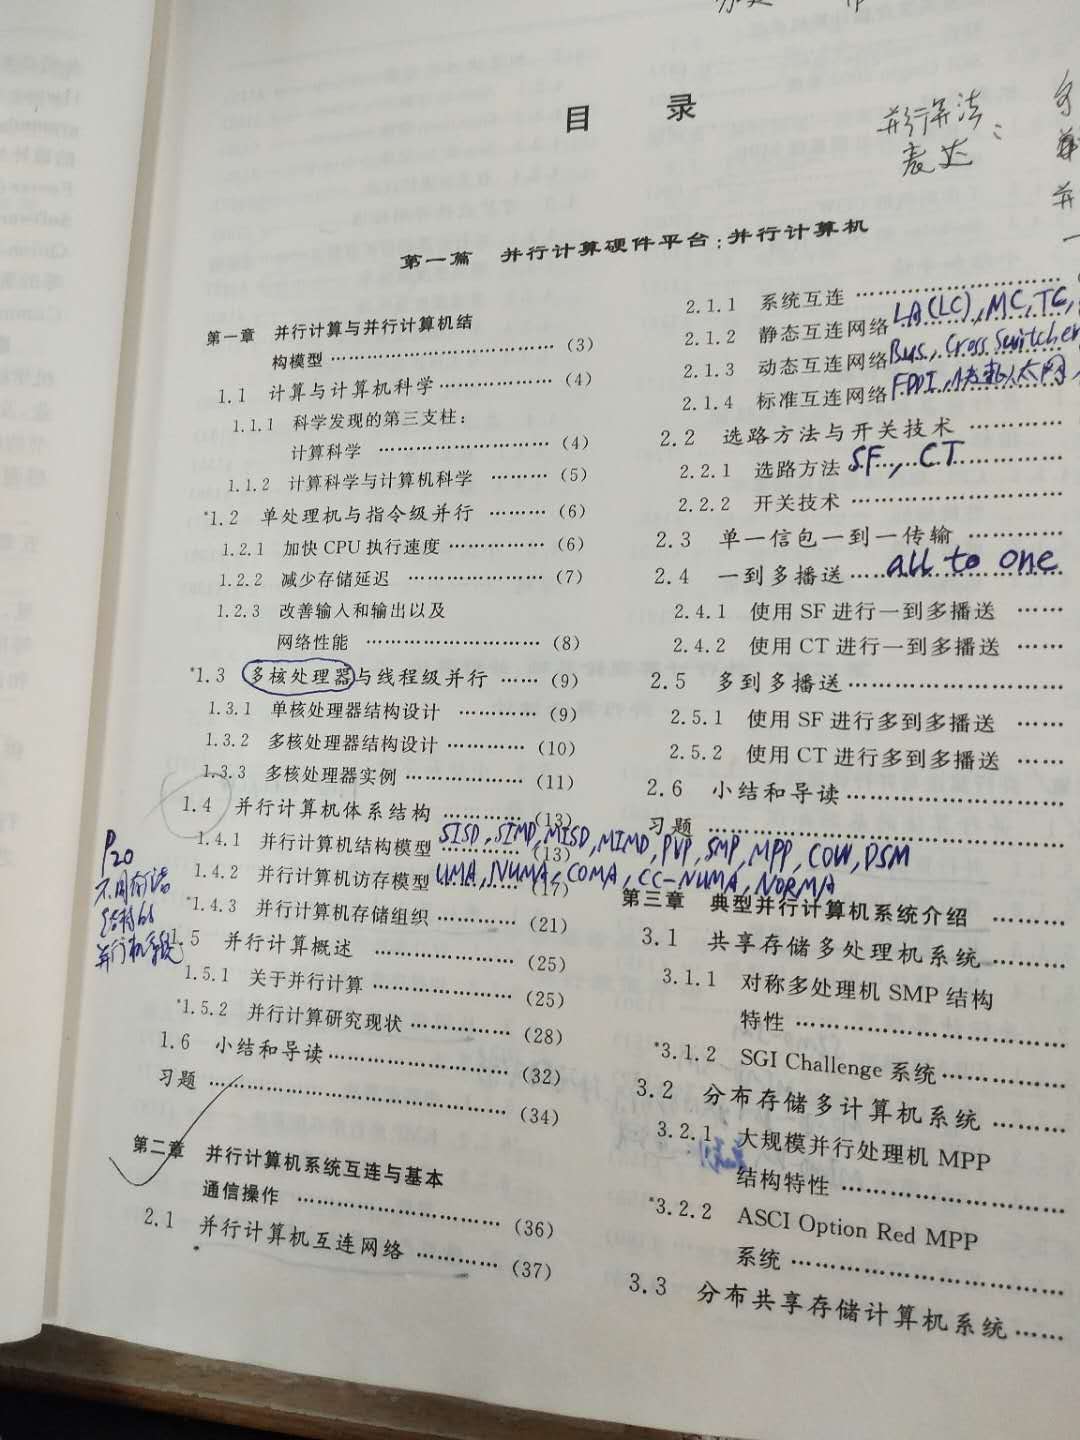 目 录
并行算法
表达:
第一篇 并行计算硬件平台:并行计算机
第一章 并行计算与并行计算机结
构模型 …………………………… (3)
1.1 计算与计算机科学 ……………… (4)
1.1.1 科学发现的第三支柱:
计算科学 ……………………… (4)
1.1.2 计算科学与计算机科学 ……… (5)
*1.2 单处理机与指令级并行 ……… (6)
1.2.1 加快 CPU 执行速度 …………… (6)
1.2.2 减少存储延迟 ………………… (7)
1.2.3 改善输入和输出以及
网络性能 ……………………… (8)
*1.3 多核处理器与线程级并行 …… (9)
1.3.1 单核处理器结构设计 ………… (9)
1.3.2 多核处理器结构设计 ………… (10)
1.3.3 多核处理器实例 ……………… (11)
1.4 并行计算机体系结构 ………… (13)
1.4.1 并行计算机结构模型 SISD, SIMD, MISD, MIMD, PVP, SMP, MPP, COW, DSM (13)
1.4.2 并行计算机访存模型 UMA, NUMA, COMA, CC-NUMA, NORMA (17)
P20
不同存储
结构的
并行机系统
*1.4.3 并行计算机存储组织 ………… (21)
1.5 并行计算概述 ………………… (25)
1.5.1 关于并行计算 ………………… (25)
*1.5.2 并行计算研究现状 …………… (28)
1.6 小结和导读 …………………… (32)
习题 ………………………………… (34)
第二章 并行计算机系统互连与基本
通信操作 ……………………… (36)
2.1 并行计算机互连网络 ………… (37)
2.1.1 系统互连 ……………………
2.1.2 静态互连网络 LA(LC), MC, TC,
2.1.3 动态互连网络 Bus, Cross Switcher
2.1.4 标准互连网络 FDDI, 快速以太网
2.2 选路方法与开关技术 …………
2.2.1 选路方法 SF, CT
2.2.2 开关技术 ……………………
2.3 单一信包一到一传输 …………
2.4 一到多播送 … all to one
2.4.1 使用 SF 进行一到多播送 ……
2.4.2 使用 CT 进行一到多播送 ……
2.5 多到多播送 ……………………
2.5.1 使用 SF 进行多到多播送 ……
2.5.2 使用 CT 进行多到多播送 ……
2.6 小结和导读 ……………………
习题 …………………………………
第三章 典型并行计算机系统介绍 ………
3.1 共享存储多处理机系统 ………
3.1.1 对称多处理机 SMP 结构
特性 …………………………
*3.1.2 SGI Challenge 系统 …………
3.2 分布存储多计算机系统 ………
3.2.1 大规模并行处理机 MPP
结构特性 ……………………
*3.2.2 ASCI Option Red MPP
系统 …………………………
3.3 分布共享存储计算机系统 ……